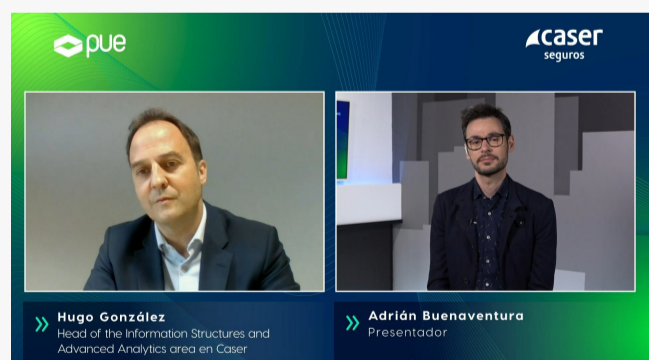 pue
caser
seguros
Hugo González
Head of the Information Structures and
Advanced Analytics area en Caser
Adrián Buenaventura
Presentador